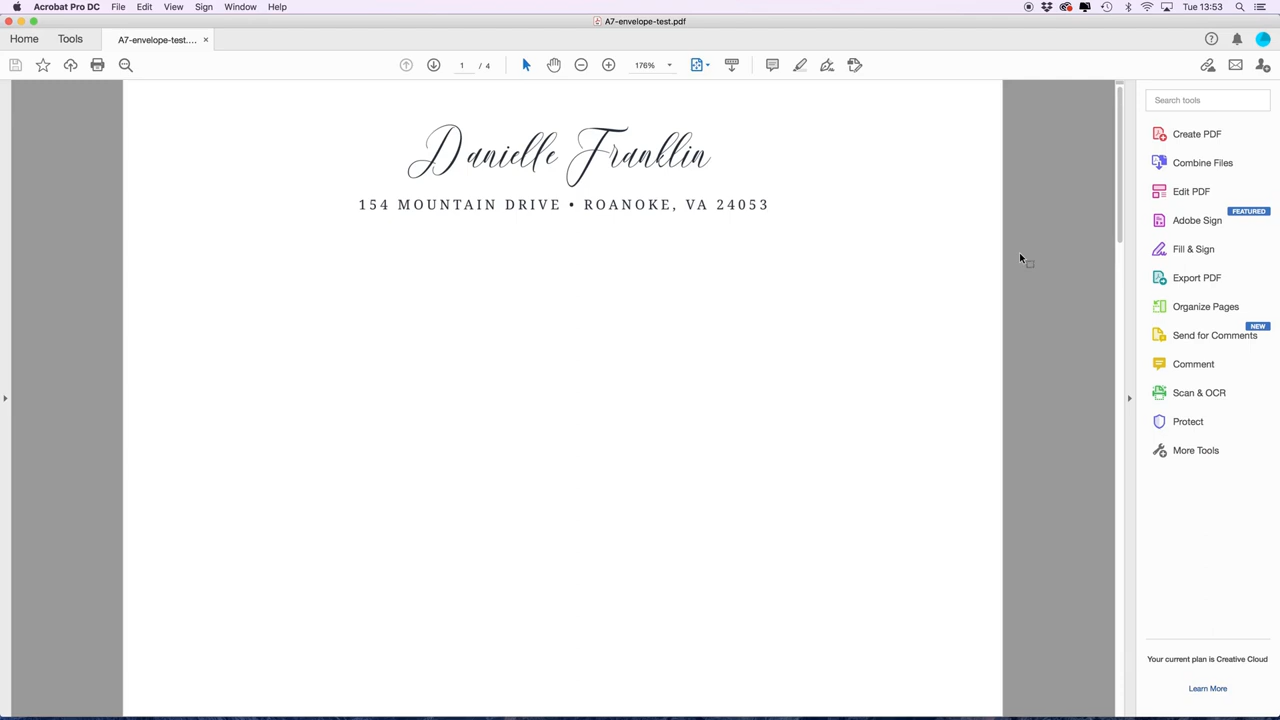 Acrobat Pro DC File Edit View Sign Window Help Tue 13:53
A7-envelope-test.pdf
Home Tools A7-envelope-test.... ×
1 / 4 176%
Search tools
Danielle Franklin
154 MOUNTAIN DRIVE • ROANOKE, VA 24053
Create PDF
Combine Files
Edit PDF
FEATURED
Adobe Sign
Fill & Sign
Export PDF
Organize Pages
NEW
Send for Comments
Comment
Scan & OCR
Protect
More Tools
Your current plan is Creative Cloud
Learn More